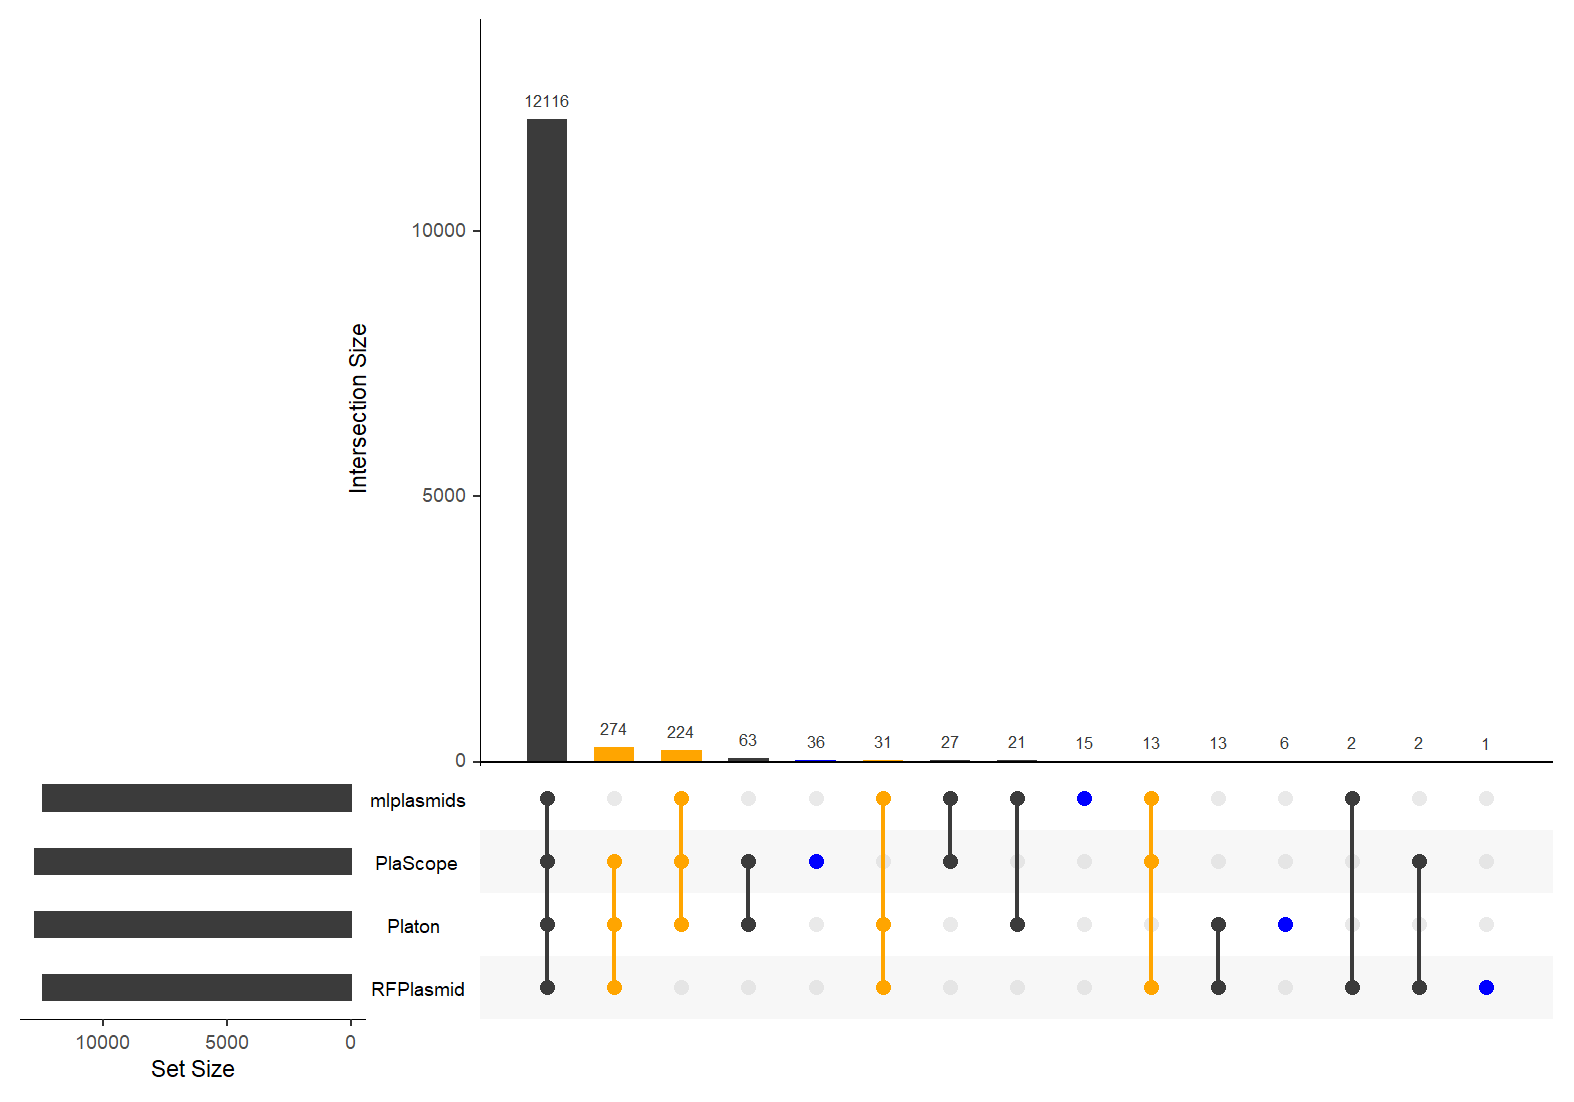 12116
10000
Intersection Size
5000
274
224
63
36
31
27
21
15
13
13
6
2
2
1
0
mlplasmids
PlaScope
Platon
RFPlasmid
10000 5000 0
Set Size